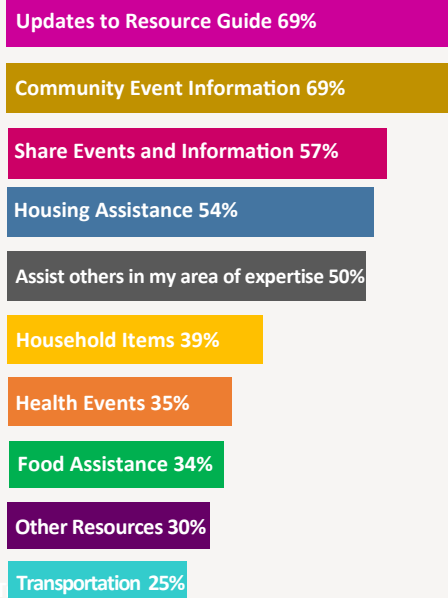 Updates to Resource Guide 69%
Community Event Information 69%
Share Events and Information 57%
Housing Assistance 54%
Assist others in my area of expertise 50%
Household Items 39%
Health Events 35%
Food Assistance 34%
Other Resources 30%
Transportation 25%